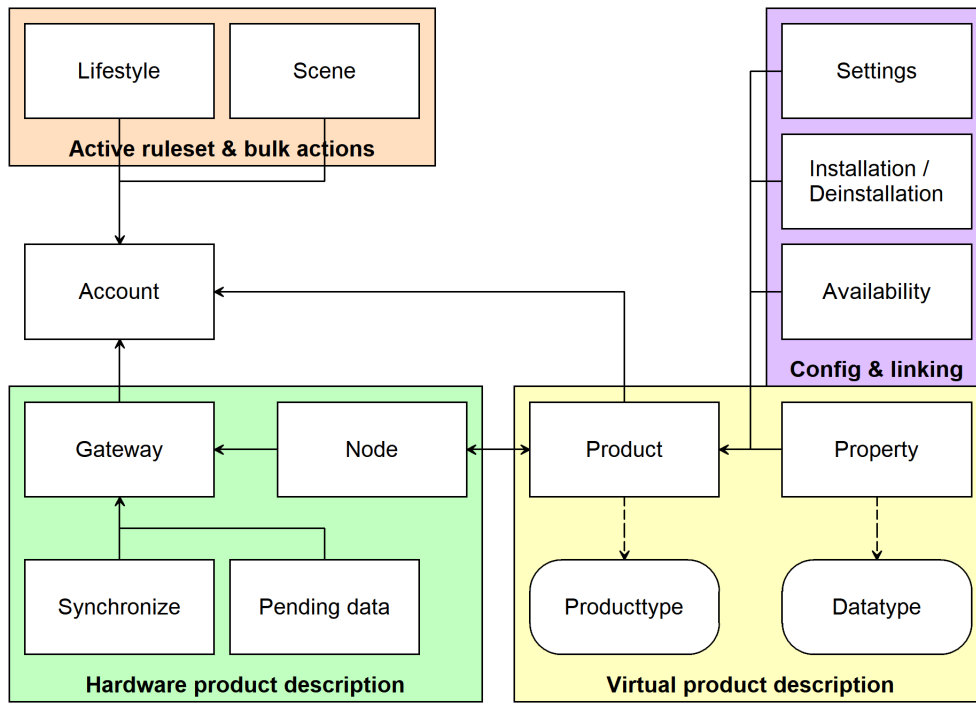 Lifestyle
Scene
Active ruleset & bulk actions
Settings
Installation /
Deinstallation
Availability
Config & linking
Account
Gateway
Node
Product
Property
Synchronize
Pending data
Producttype
Datatype
Hardware product description
Virtual product description